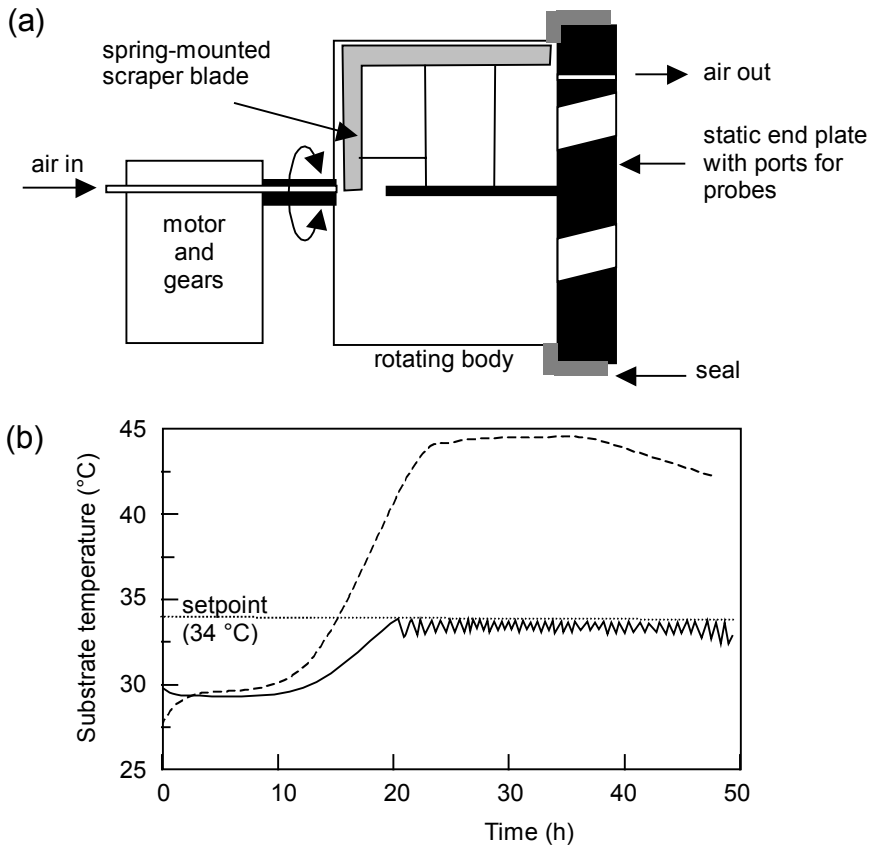 (a)
spring-mounted
scraper blade
air out
static end plate
with ports for
probes
air in
motor
and
gears
rotating body
seal
(b)
Substrate temperature (°C)
45
40
35
30
25
setpoint
(34 °C)
0 10 20 30 40 50
Time (h)